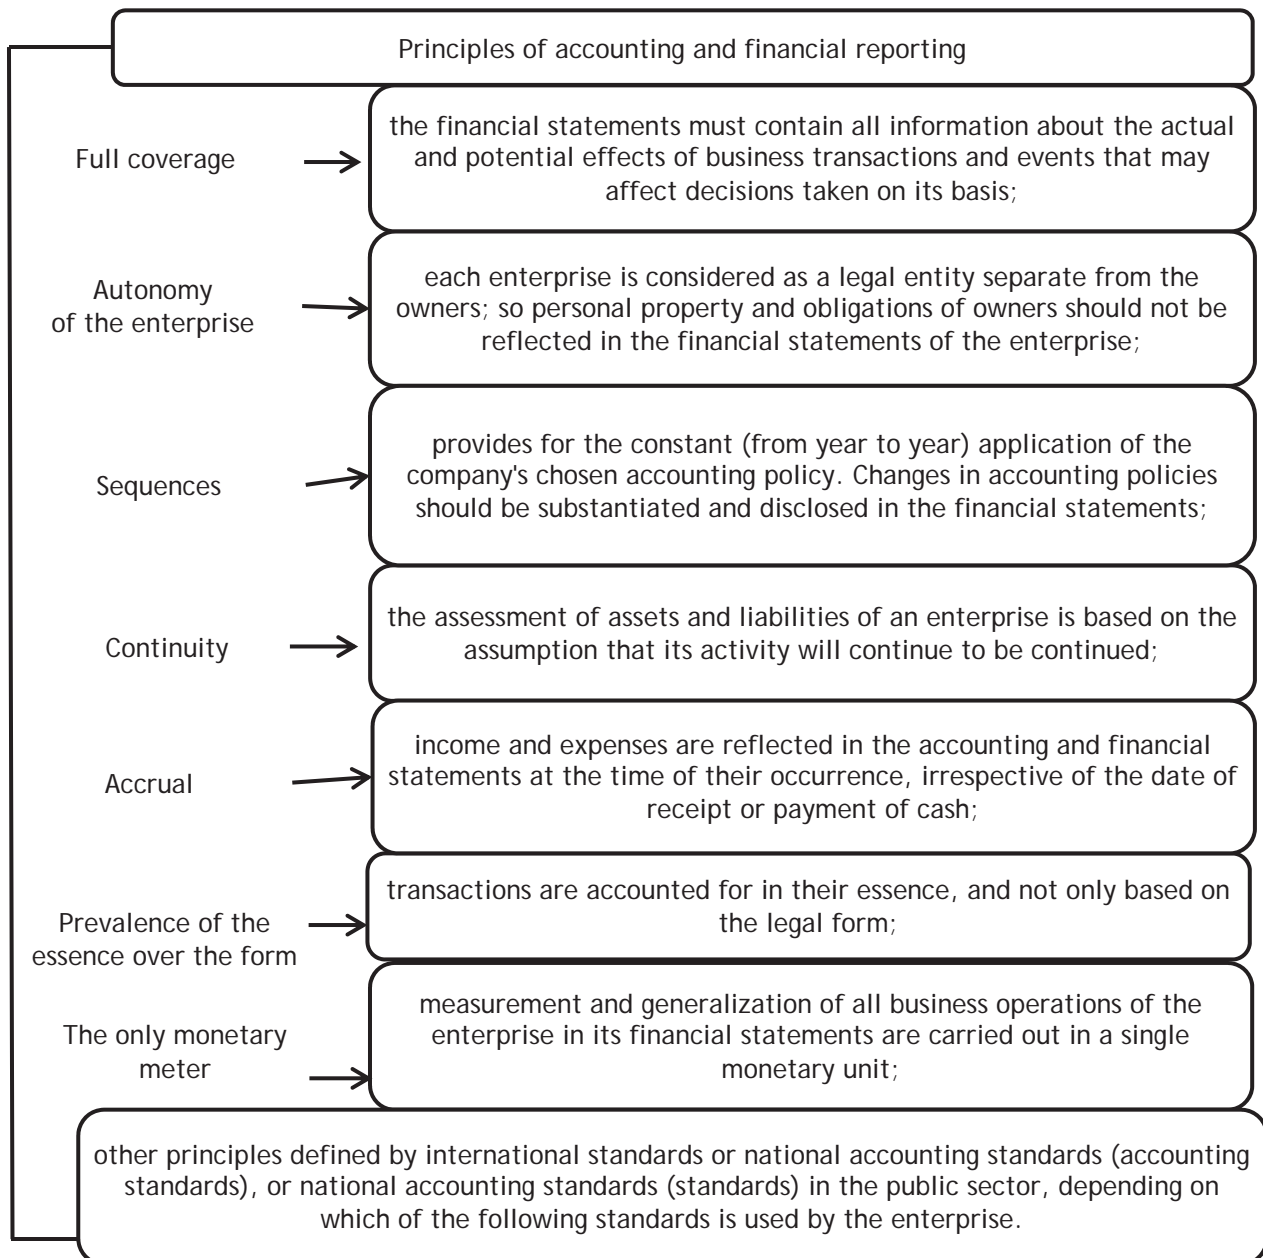 Principles of accounting and financial reporting
Full coverage
the financial statements must contain all information about the actual
and potential effects of business transactions and events that may
affect decisions taken on its basis;
Autonomy
of the enterprise
each enterprise is considered as a legal entity separate from the
owners; so personal property and obligations of owners should not be
reflected in the financial statements of the enterprise;
Sequences
provides for the constant (from year to year) application of the
company's chosen accounting policy. Changes in accounting policies
should be substantiated and disclosed in the financial statements;
Continuity
the assessment of assets and liabilities of an enterprise is based on the
assumption that its activity will continue to be continued;
Accrual
income and expenses are reflected in the accounting and financial
statements at the time of their occurrence, irrespective of the date of
receipt or payment of cash;
Prevalence of the
essence over the form
transactions are accounted for in their essence, and not only based on
the legal form;
The only monetary
meter
measurement and generalization of all business operations of the
enterprise in its financial statements are carried out in a single
monetary unit;
other principles defined by international standards or national accounting standards (accounting
standards), or national accounting standards (standards) in the public sector, depending on
which of the following standards is used by the enterprise.